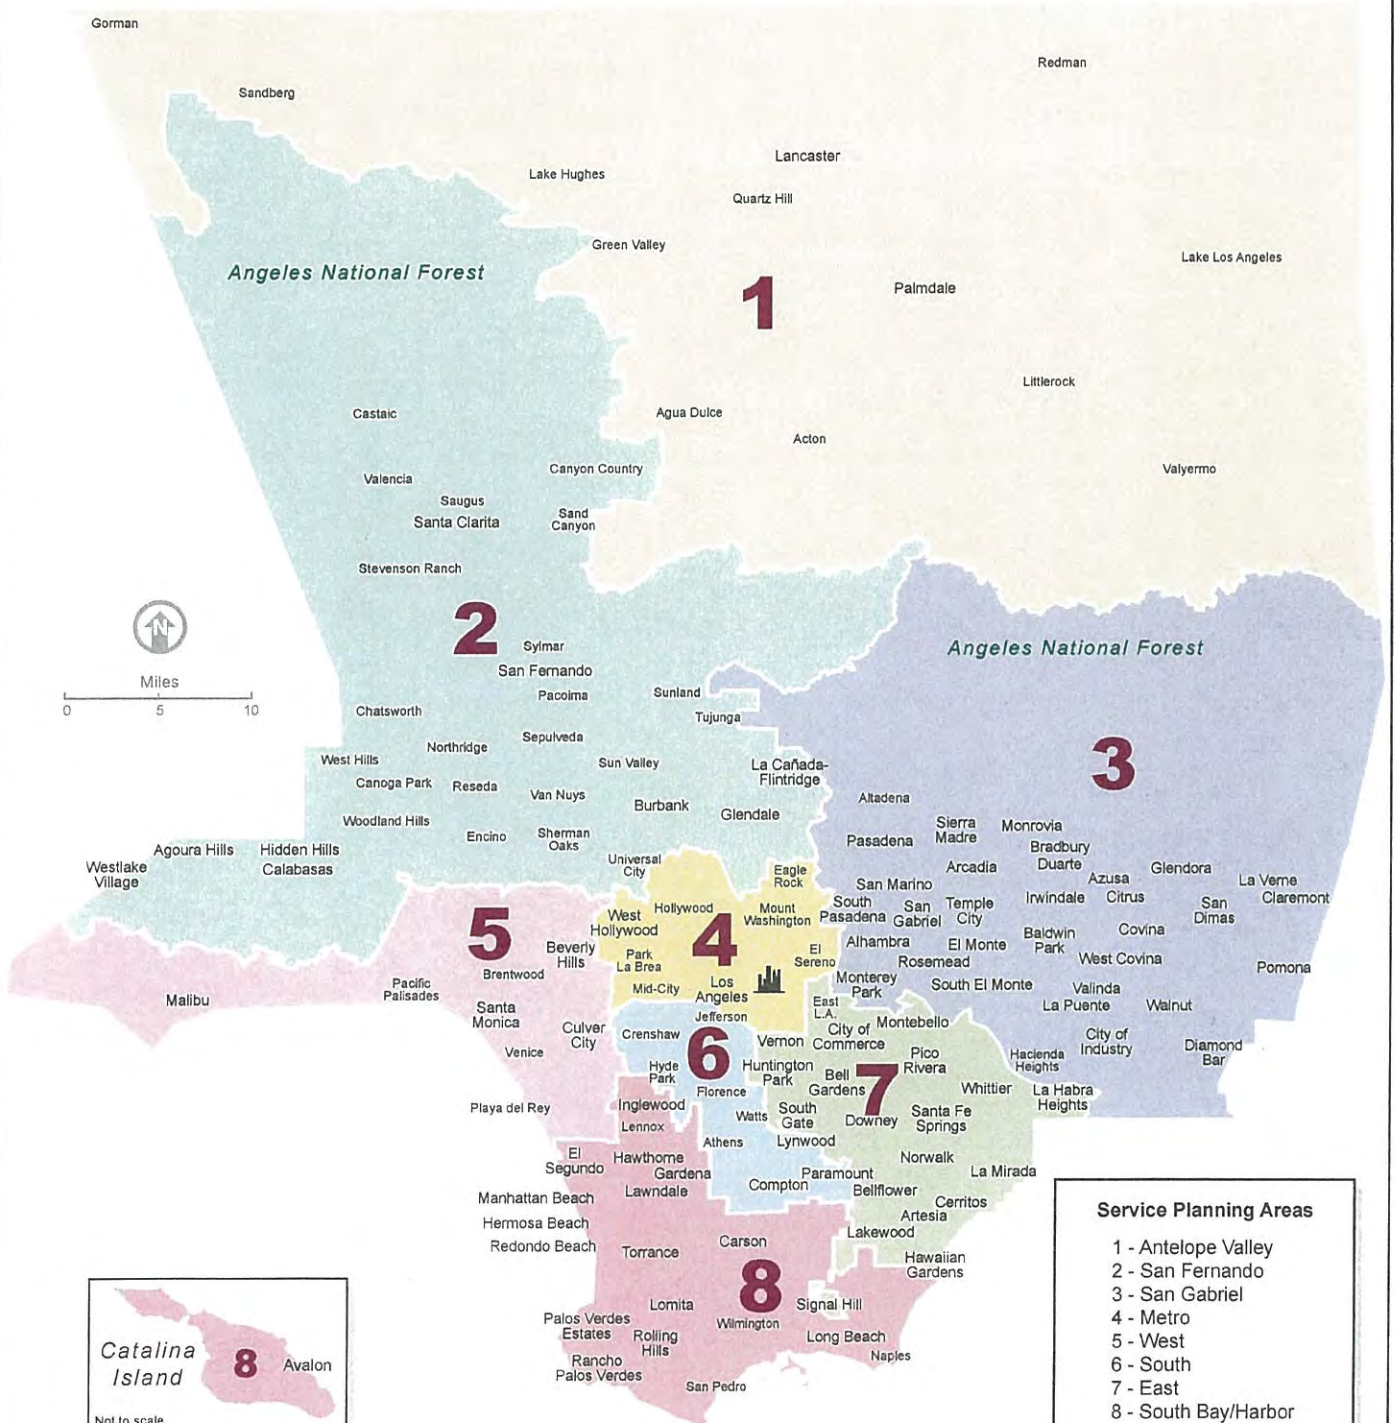 Gorman
Redman
Sandberg
Lancaster
Lake Hughes
Quartz Hill
Green Valley
Lake Los Angeles
Angeles National Forest
1
Palmdale
Littlerock
Castaic
Agua Dulce
Acton
Canyon Country
Valyermo
Valencia
Saugus
Santa Clarita
Sand
Canyon
Stevenson Ranch
N
2
Sylmar
Angeles National Forest
San Fernando
Miles
0 5 10
Pacoima
Sunland
Tujunga
Chatsworth
Sepulveda
Northridge
West Hills
Sun Valley
La Cañada-
Flintridge
3
Canoga Park
Reseda
Van Nuys
Burbank
Glendale
Altadena
Woodland Hills
Encino
Sherman
Oaks
Pasadena
Sierra
Madre
Monrovia
Bradbury
Duarte
Agoura Hills
Hidden Hills
Calabasas
Westlake
Village
Universal
City
Eagle
Rock
Arcadia
Glendora
Azusa
Citrus
La Verne
Claremont
San Marino
Irwindale
San
Dimas
5
West
Hollywood
Hollywood
4
Mount
Washington
South
Pasadena
San
Gabriel
Temple
City
Baldwin
Park
Covina
Beverly
Hills
Park
La Brea
El
Sereno
Alhambra
El Monte
Rosemead
West Covina
Pomona
Brentwood
Pacific
Palisades
Malibu
Mid-City
Los
Angeles
Monterey
Park
South El Monte
Valinda
La Puente
Walnut
Santa
Monica
Jefferson
East
L.A.
Montebello
Culver
City
Crenshaw
6
Vernon
City of
Commerce
City of
Industry
Diamond
Bar
Venice
Hyde
Park
Huntington
Park
Pico
Rivera
Hacienda
Heights
Florence
Bell
Gardens
7
Whittier
La Habra
Heights
Playa del Rey
Inglewood
Lennox
Watts
South
Gate
Downey
Santa Fe
Springs
Athens
Lynwood
El
Segundo
Hawthorne
Gardena
Lawndale
Norwalk
La Mirada
Compton
Paramount
Bellflower
Manhattan Beach
Cerritos
Artesia
Hermosa Beach
Lakewood
Redondo Beach
Torrance
Carson
Hawaiian
Gardens
8
Lomita
Signal Hill
Palos Verdes
Estates
Rolling
Hills
Wilmington
Long Beach
Naples
Rancho
Palos Verdes
San Pedro
Catalina
Island
8
Avalon
Not to scale
Service Planning Areas
1 - Antelope Valley
2 - San Fernando
3 - San Gabriel
4 - Metro
5 - West
6 - South
7 - East
8 - South Bay/Harbor